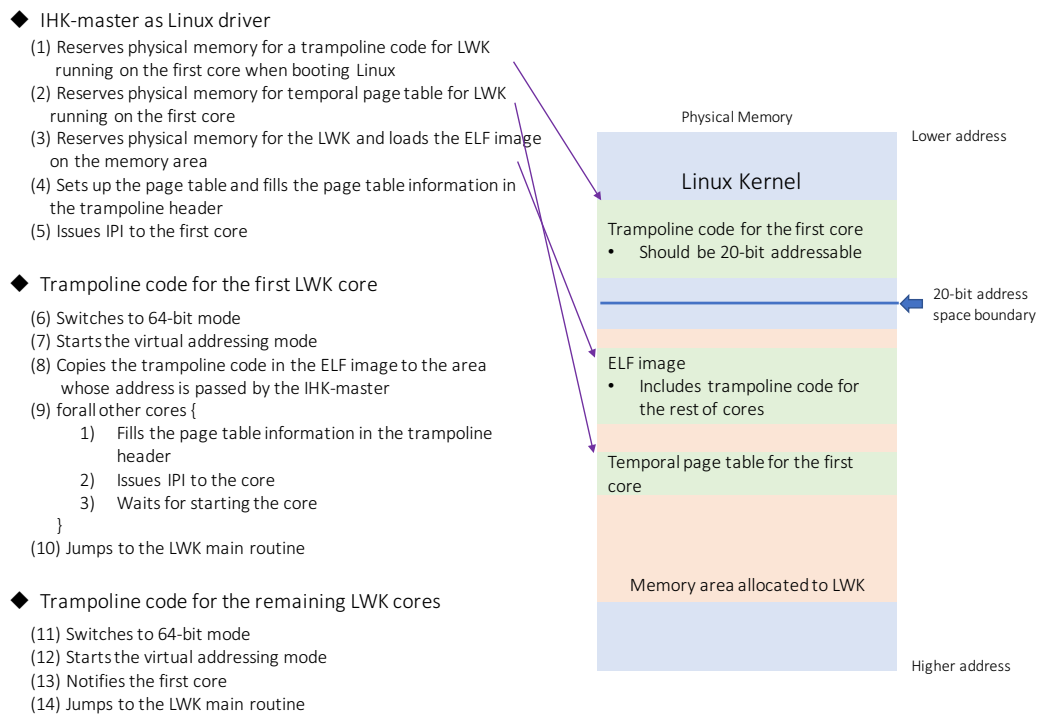 ◆ IHK-master as Linux driver
(1) Reserves physical memory for a trampoline code for LWK
running on the first core when booting Linux
(2) Reserves physical memory for temporal page table for LWK
running on the first core
(3) Reserves physical memory for the LWK and loads the ELF image
on the memory area
(4) Sets up the page table and fills the page table information in
the trampoline header
(5) Issues IPI to the first core
◆ Trampoline code for the first LWK core
(6) Switches to 64-bit mode
(7) Starts the virtual addressing mode
(8) Copies the trampoline code in the ELF image to the area
whose address is passed by the IHK-master
(9) forall other cores {
1) Fills the page table information in the trampoline
header
2) Issues IPI to the core
3) Waits for starting the core
}
(10) Jumps to the LWK main routine
◆ Trampoline code for the remaining LWK cores
(11) Switches to 64-bit mode
(12) Starts the virtual addressing mode
(13) Notifies the first core
(14) Jumps to the LWK main routine
Physical Memory
Lower address
Linux Kernel
Trampoline code for the first core
• Should be 20-bit addressable
20-bit address
space boundary
ELF image
• Includes trampoline code for
the rest of cores
Temporal page table for the first
core
Memory area allocated to LWK
Higher address